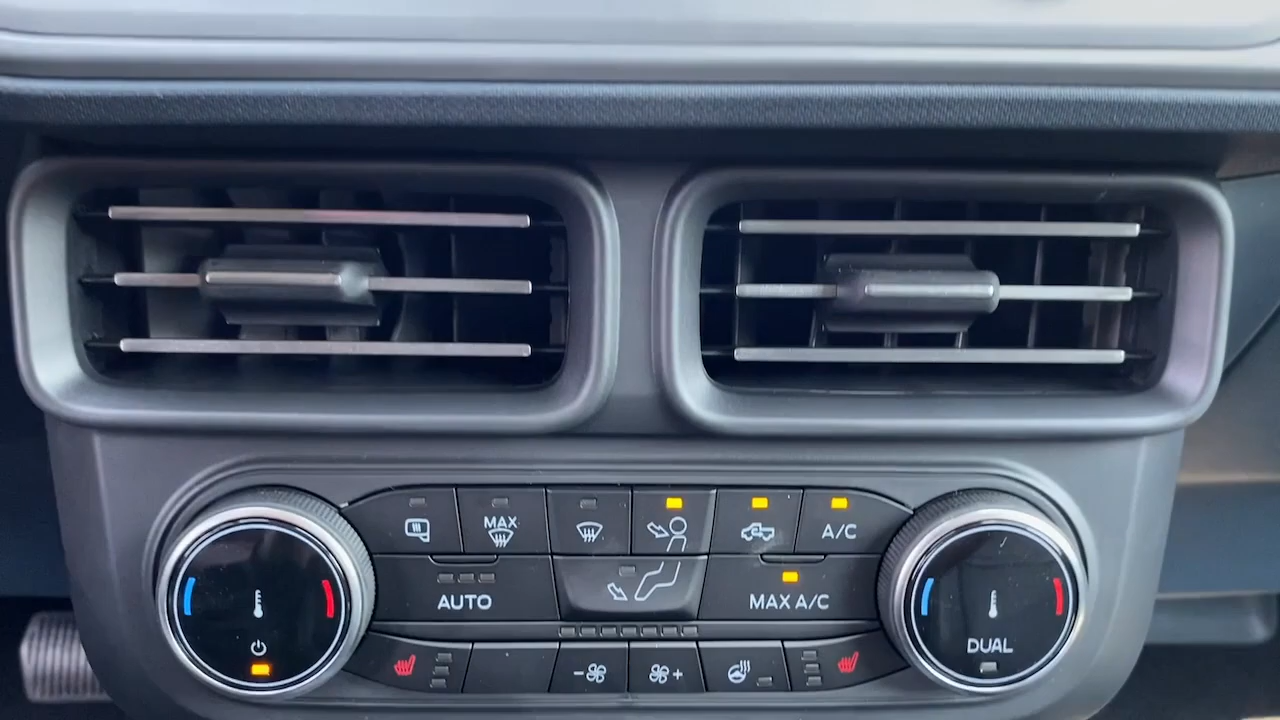 MAX
A/C
AUTO
MAX A/C
DUAL
- +